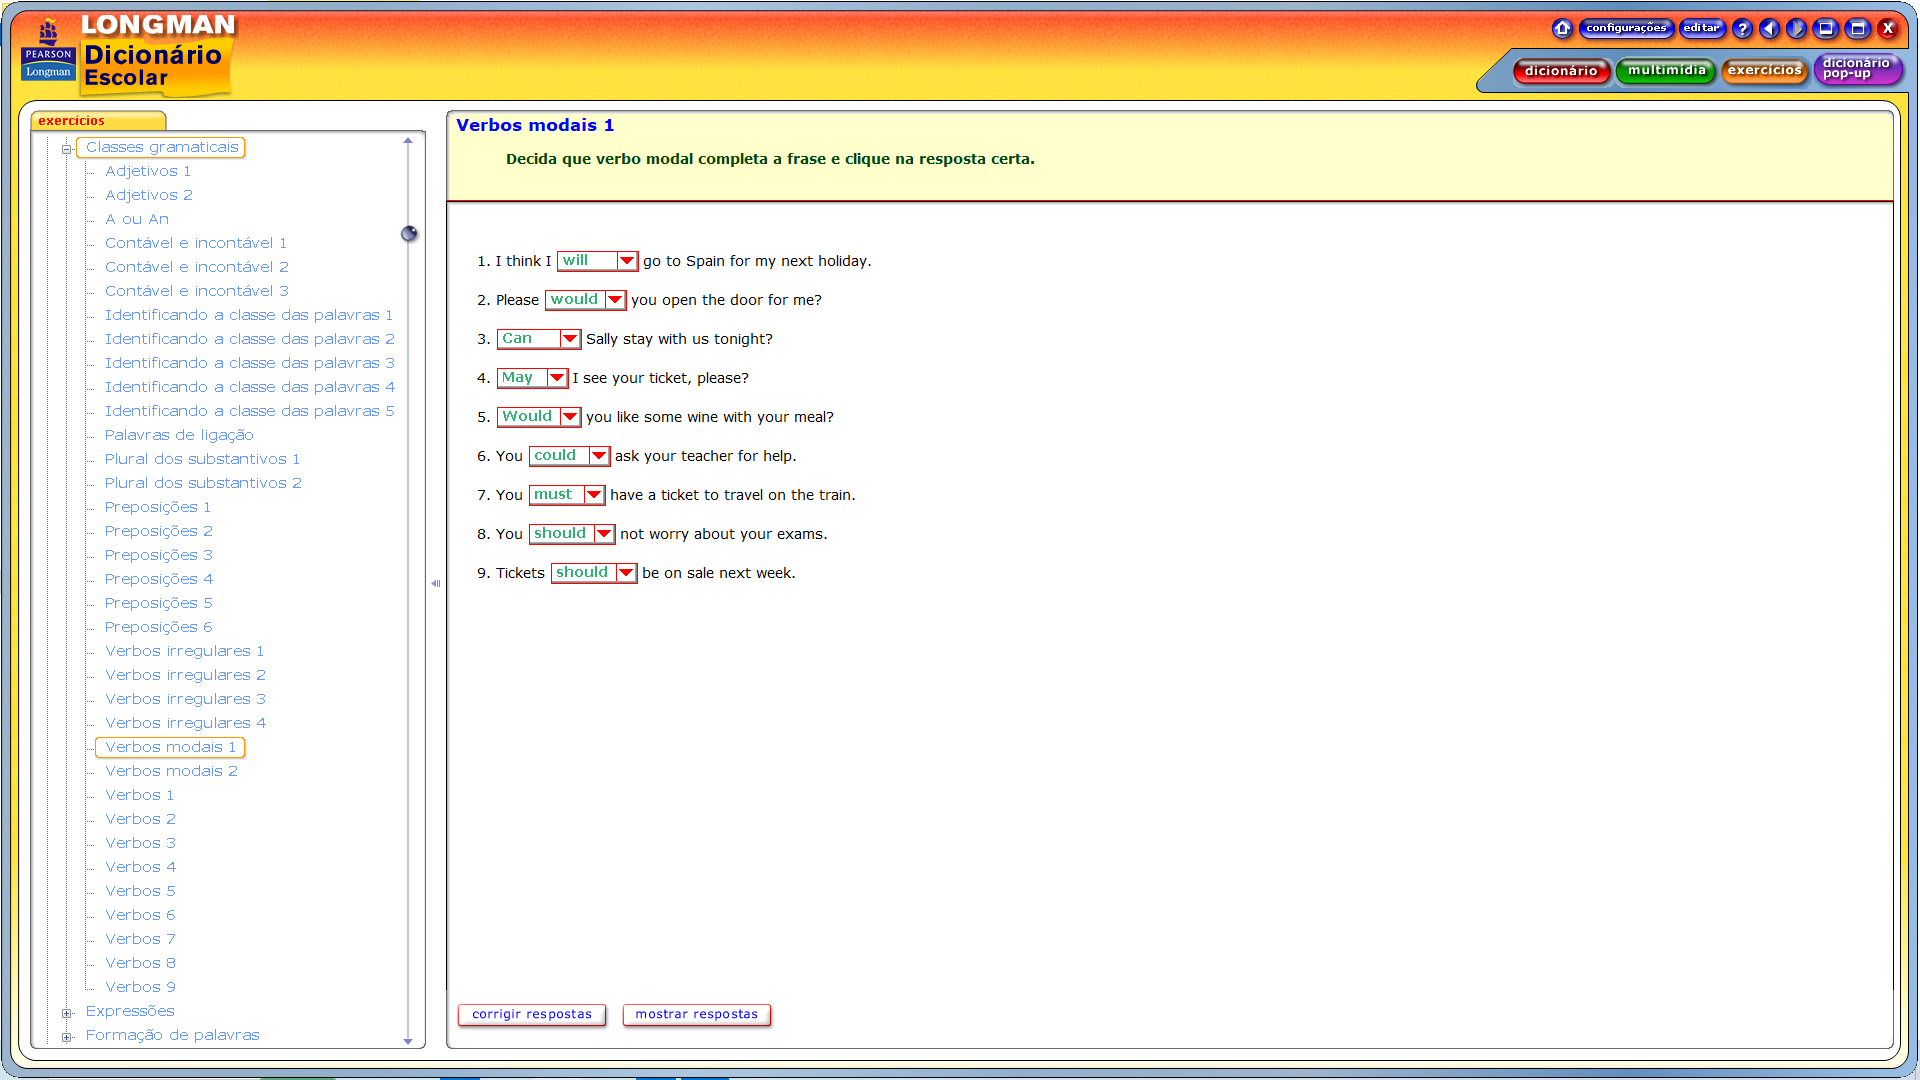 LONGMAN
Dicionário
Escolar
PEARSON
Longman
configurações
editar
?
X
dicionário
multimídia
exercícios
dicionário
pop-up
exercícios
Classes gramaticais
Adjetivos 1
Adjetivos 2
A ou An
Contável e incontável 1
Contável e incontável 2
Contável e incontável 3
Identificando a classe das palavras 1
Identificando a classe das palavras 2
Identificando a classe das palavras 3
Identificando a classe das palavras 4
Identificando a classe das palavras 5
Palavras de ligação
Plural dos substantivos 1
Plural dos substantivos 2
Preposições 1
Preposições 2
Preposições 3
Preposições 4
Preposições 5
Preposições 6
Verbos irregulares 1
Verbos irregulares 2
Verbos irregulares 3
Verbos irregulares 4
Verbos modais 1
Verbos modais 2
Verbos 1
Verbos 2
Verbos 3
Verbos 4
Verbos 5
Verbos 6
Verbos 7
Verbos 8
Verbos 9
Expressões
Formação de palavras
Verbos modais 1
Decida que verbo modal completa a frase e clique na resposta certa.
1. I think I will go to Spain for my next holiday.
2. Please would you open the door for me?
3. Can Sally stay with us tonight?
4. May I see your ticket, please?
5. Would you like some wine with your meal?
6. You could ask your teacher for help.
7. You must have a ticket to travel on the train.
8. You should not worry about your exams.
9. Tickets should be on sale next week.
corrigir respostas
mostrar respostas